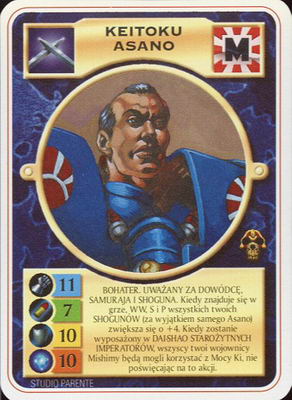 KEITOKU
ASANO
M
11
7
10
10
BOHATER. UWAŻANY ZA DOWÓDCĘ,
SAMURAJA I SHOGUNA. Kiedy znajduje się w
grze, WW, S i P wszystkich twoich
SHOGUNÓW (za wyjątkiem samego Asano)
zwiększa się o +4. Kiedy zostanie
wyposażony w DAISHAO STAROŻYTNYCH
IMPERATORÓW, wszyscy twoi wojownicy
Mishimy będą mogli korzystać z Mocy Ki, nie
poświęcając na to akcji.
STUDIO PARENTE